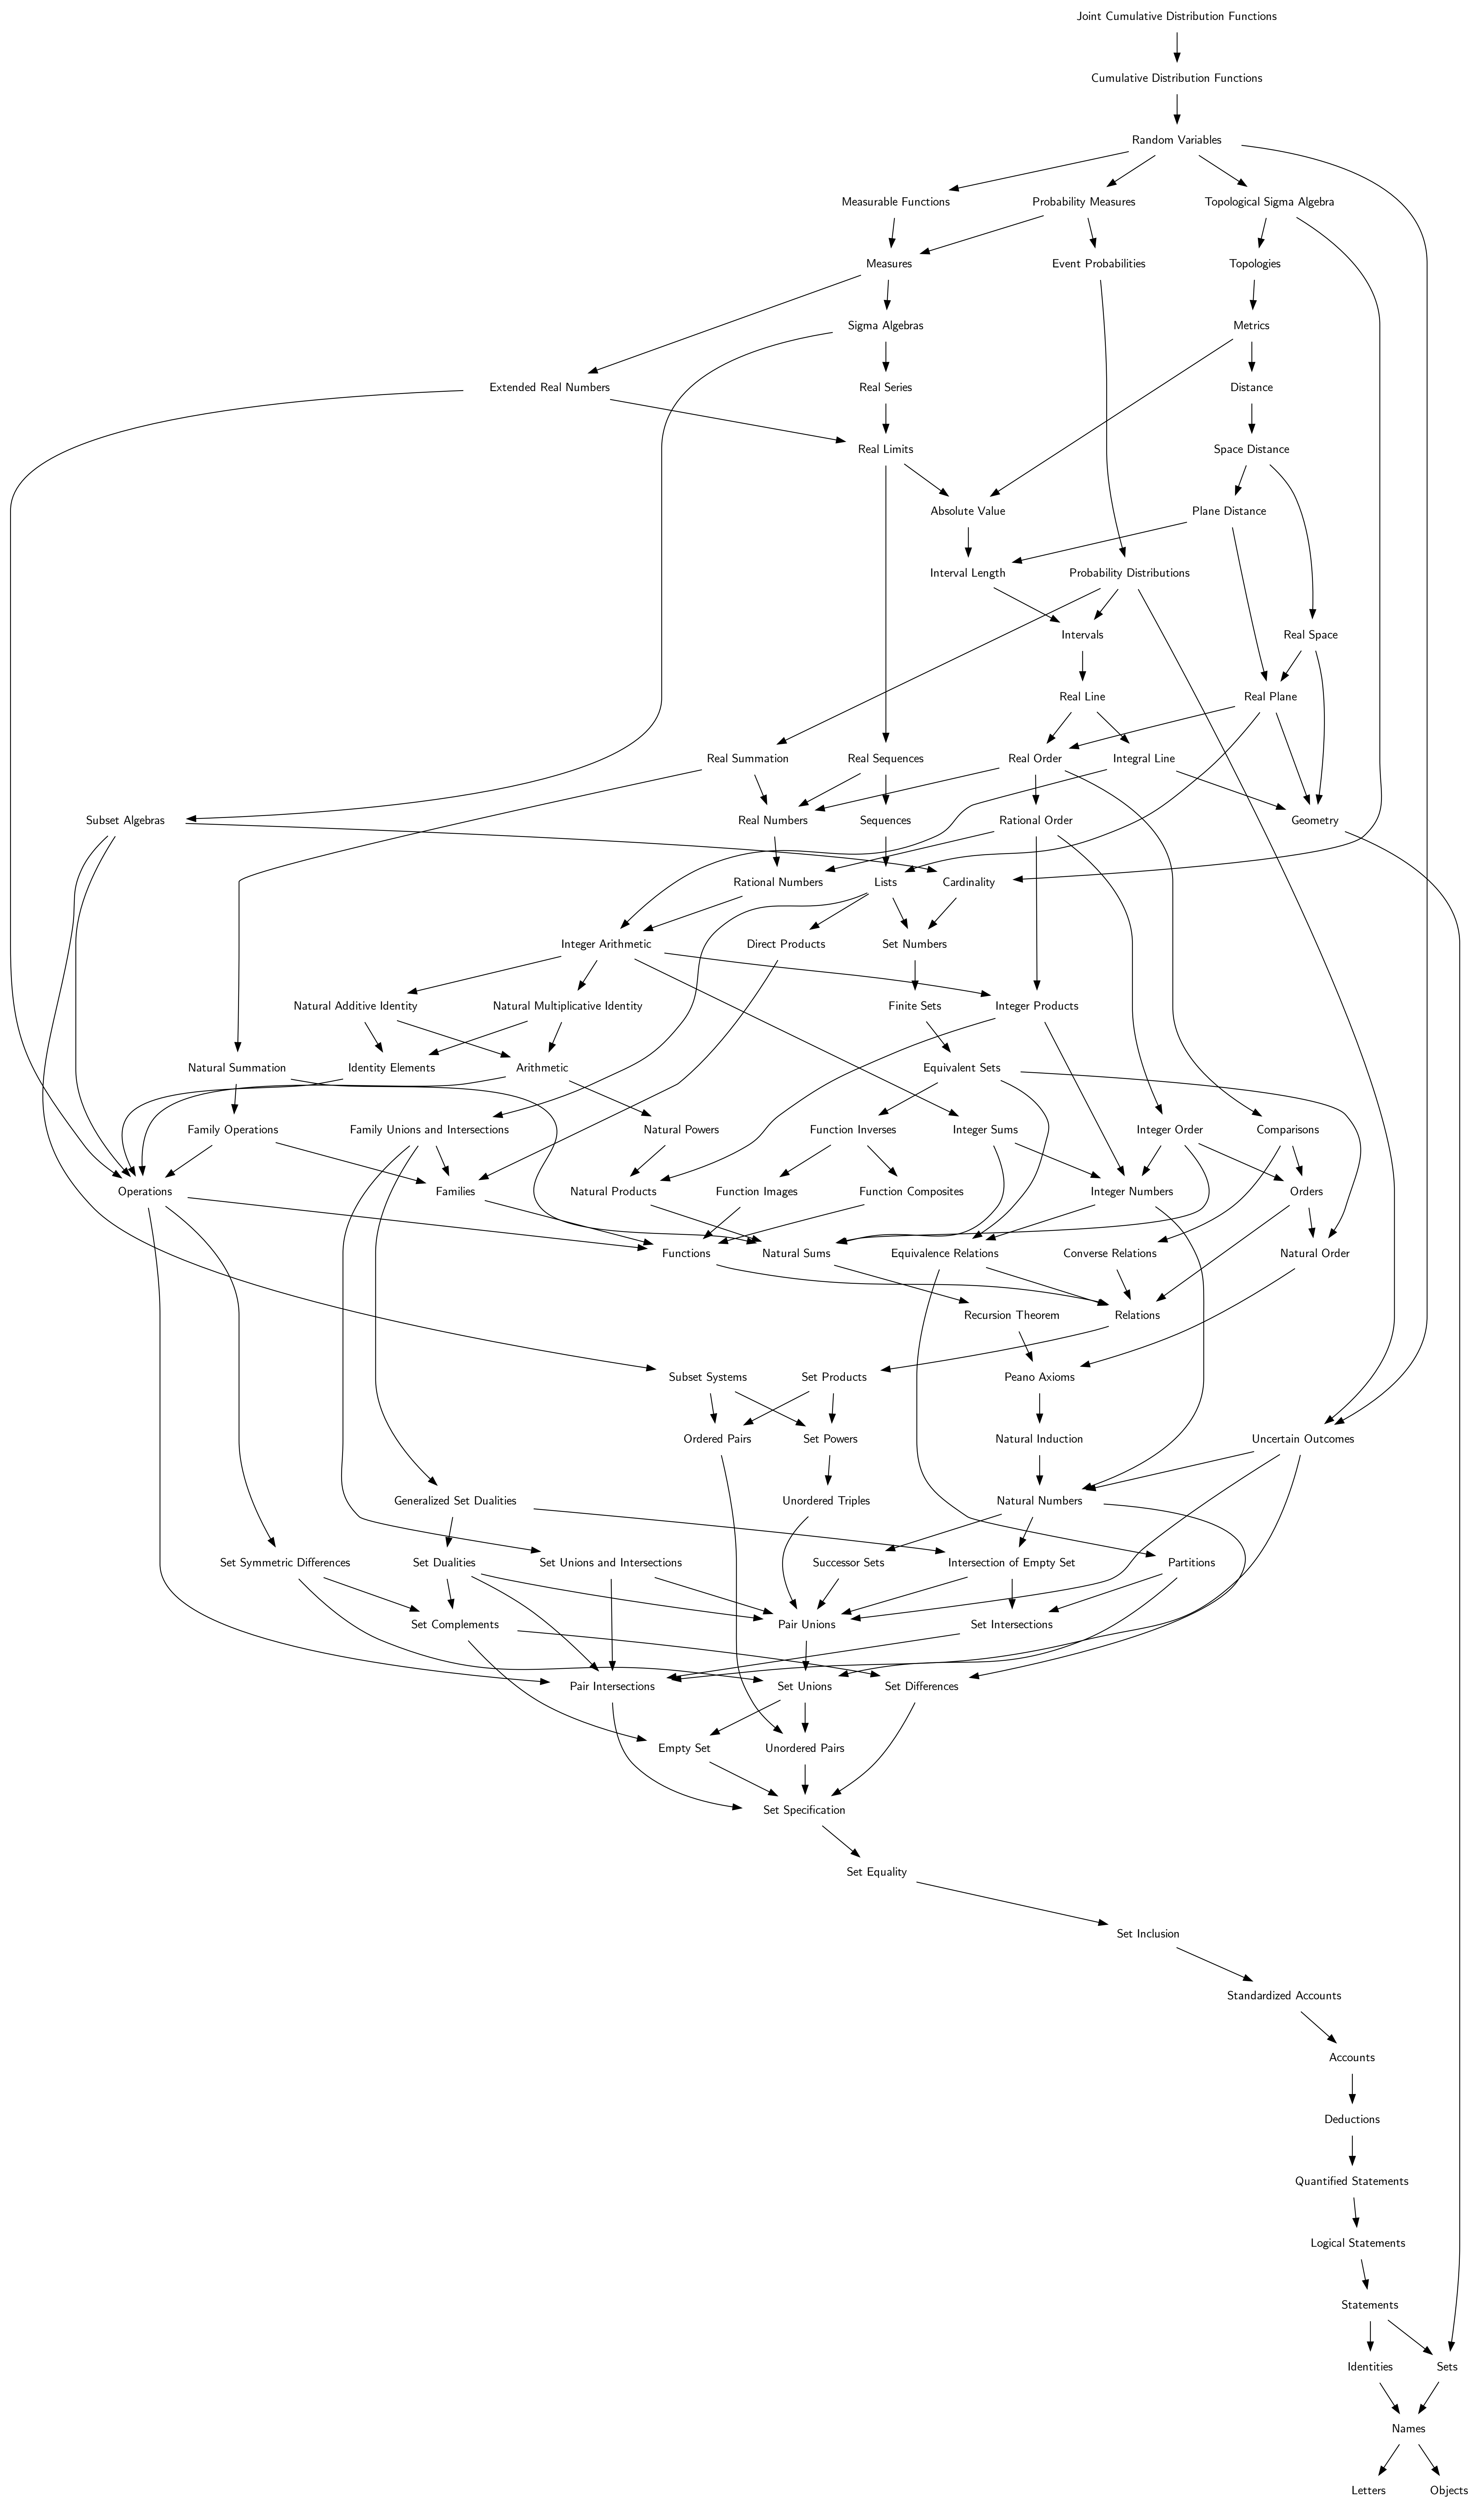 Joint Cumulative Distribution Functions
Cumulative Distribution Functions
Random Variables
Measurable Functions
Probability Measures
Topological Sigma Algebra
Measures
Event Probabilities
Topologies
Sigma Algebras
Metrics
Extended Real Numbers
Real Series
Distance
Real Limits
Space Distance
Absolute Value
Plane Distance
Interval Length
Probability Distributions
Intervals
Real Space
Real Line
Real Plane
Real Summation
Real Sequences
Real Order
Integral Line
Subset Algebras
Real Numbers
Sequences
Rational Order
Geometry
Rational Numbers
Lists
Cardinality
Integer Arithmetic
Direct Products
Set Numbers
Natural Additive Identity
Natural Multiplicative Identity
Finite Sets
Integer Products
Natural Summation
Identity Elements
Arithmetic
Equivalent Sets
Family Operations
Family Unions and Intersections
Natural Powers
Function Inverses
Integer Sums
Integer Order
Comparisons
Operations
Families
Natural Products
Function Images
Function Composites
Integer Numbers
Orders
Functions
Natural Sums
Equivalence Relations
Converse Relations
Natural Order
Recursion Theorem
Relations
Subset Systems
Set Products
Peano Axioms
Ordered Pairs
Set Powers
Natural Induction
Uncertain Outcomes
Generalized Set Dualities
Unordered Triples
Natural Numbers
Set Symmetric Differences
Set Dualities
Set Unions and Intersections
Successor Sets
Intersection of Empty Set
Partitions
Set Complements
Pair Unions
Set Intersections
Pair Intersections
Set Unions
Set Differences
Empty Set
Unordered Pairs
Set Specification
Set Equality
Set Inclusion
Standardized Accounts
Accounts
Deductions
Quantified Statements
Logical Statements
Statements
Identities
Sets
Names
Letters
Objects